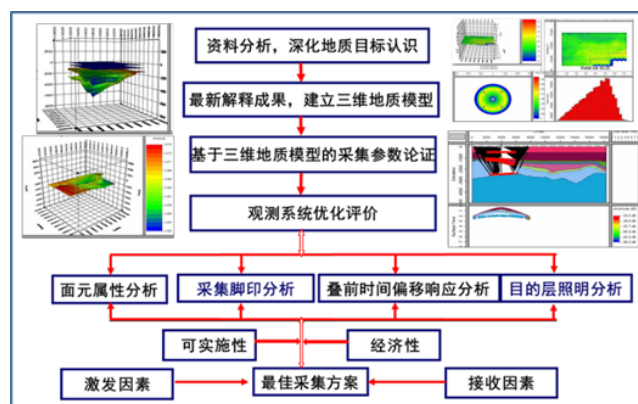 资料分析，深化地质目标认识
最新解释成果，建立三维地质模型
基于三维地质模型的采集参数论证
观测系统优化评价
面元属性分析
采集脚印分析
叠前时间偏移响应分析
目的层照明分析
可实施性
经济性
激发因素
最佳采集方案
接收因素